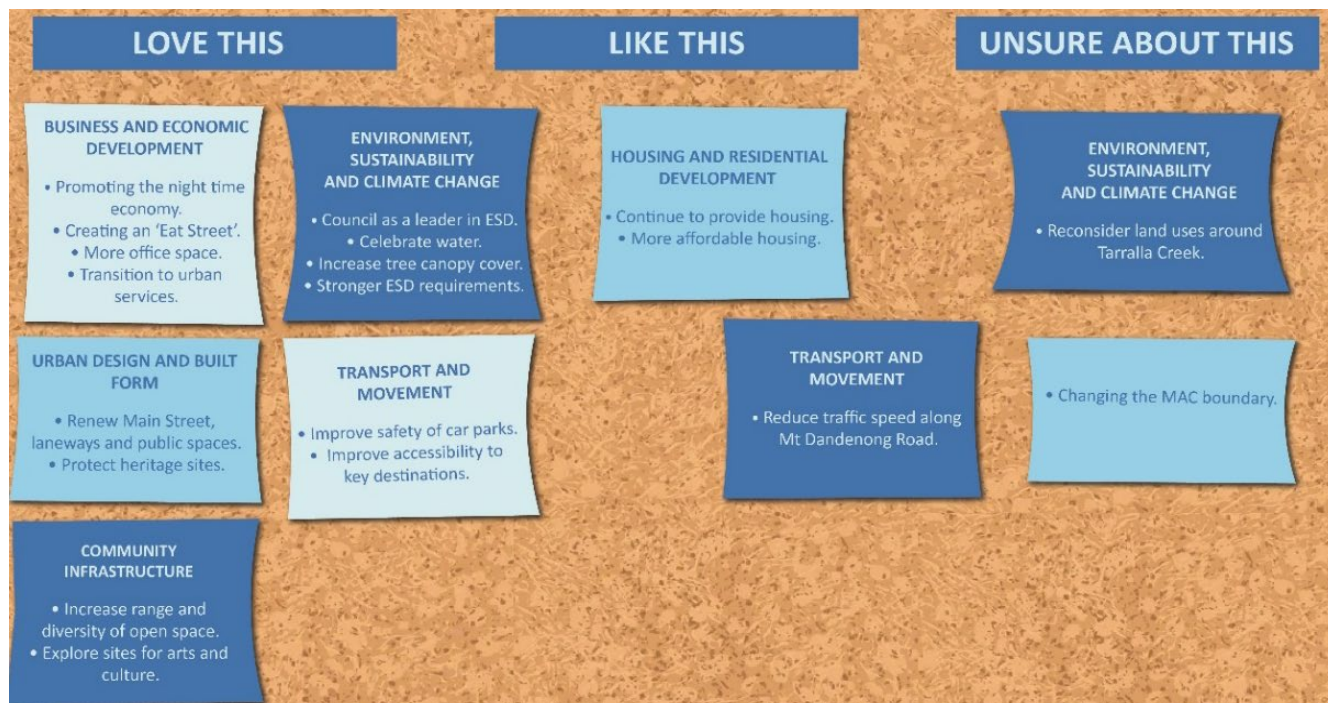 LOVE THIS
LIKE THIS
UNSURE ABOUT THIS
BUSINESS AND ECONOMIC
DEVELOPMENT
• Promoting the night time
economy.
• Creating an ‘Eat Street’.
• More office space.
• Transition to urban
services.
ENVIRONMENT,
SUSTAINABILITY
AND CLIMATE CHANGE
• Council as a leader in ESD.
• Celebrate water.
• Increase tree canopy cover.
• Stronger ESD requirements.
URBAN DESIGN AND BUILT
FORM
• Renew Main Street,
laneways and public spaces.
• Protect heritage sites.
TRANSPORT AND
MOVEMENT
• Improve safety of car parks.
• Improve accessibility to
key destinations.
COMMUNITY
INFRASTRUCTURE
• Increase range and
diversity of open space.
• Explore sites for arts and
culture.
HOUSING AND RESIDENTIAL
DEVELOPMENT
• Continue to provide housing.
• More affordable housing.
TRANSPORT AND
MOVEMENT
• Reduce traffic speed along
Mt Dandenong Road.
ENVIRONMENT,
SUSTAINABILITY
AND CLIMATE CHANGE
• Reconsider land uses around
Tarralla Creek.
• Changing the MAC boundary.